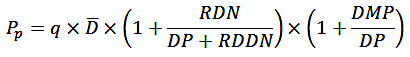 P_p = q × D̅ × (1 + RDN / (DP + RDDN)) × (1 + DMP / DP)